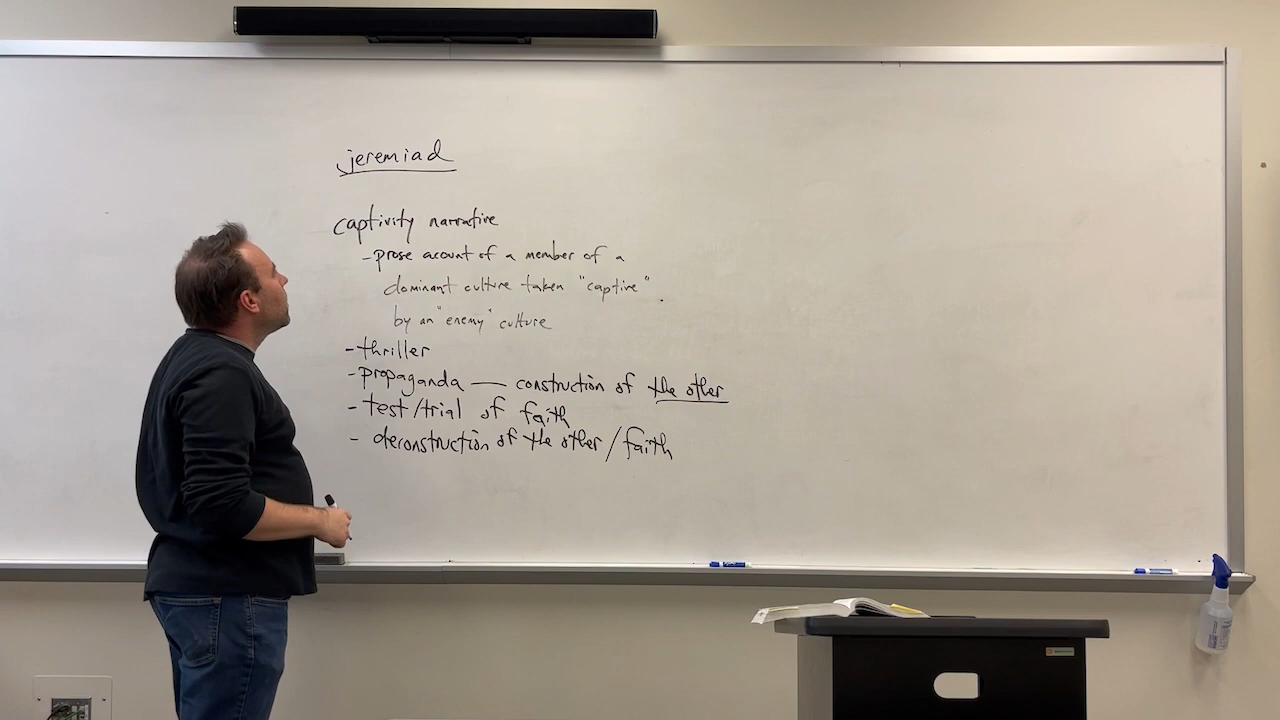 jeremiad
captivity narrative
- prose acount of a member of a
dominant culture taken "captive"
by an "enemy" culture
- thriller
- propaganda — construction of the other
- test/trial of faith
- deconstruction of the other / faith